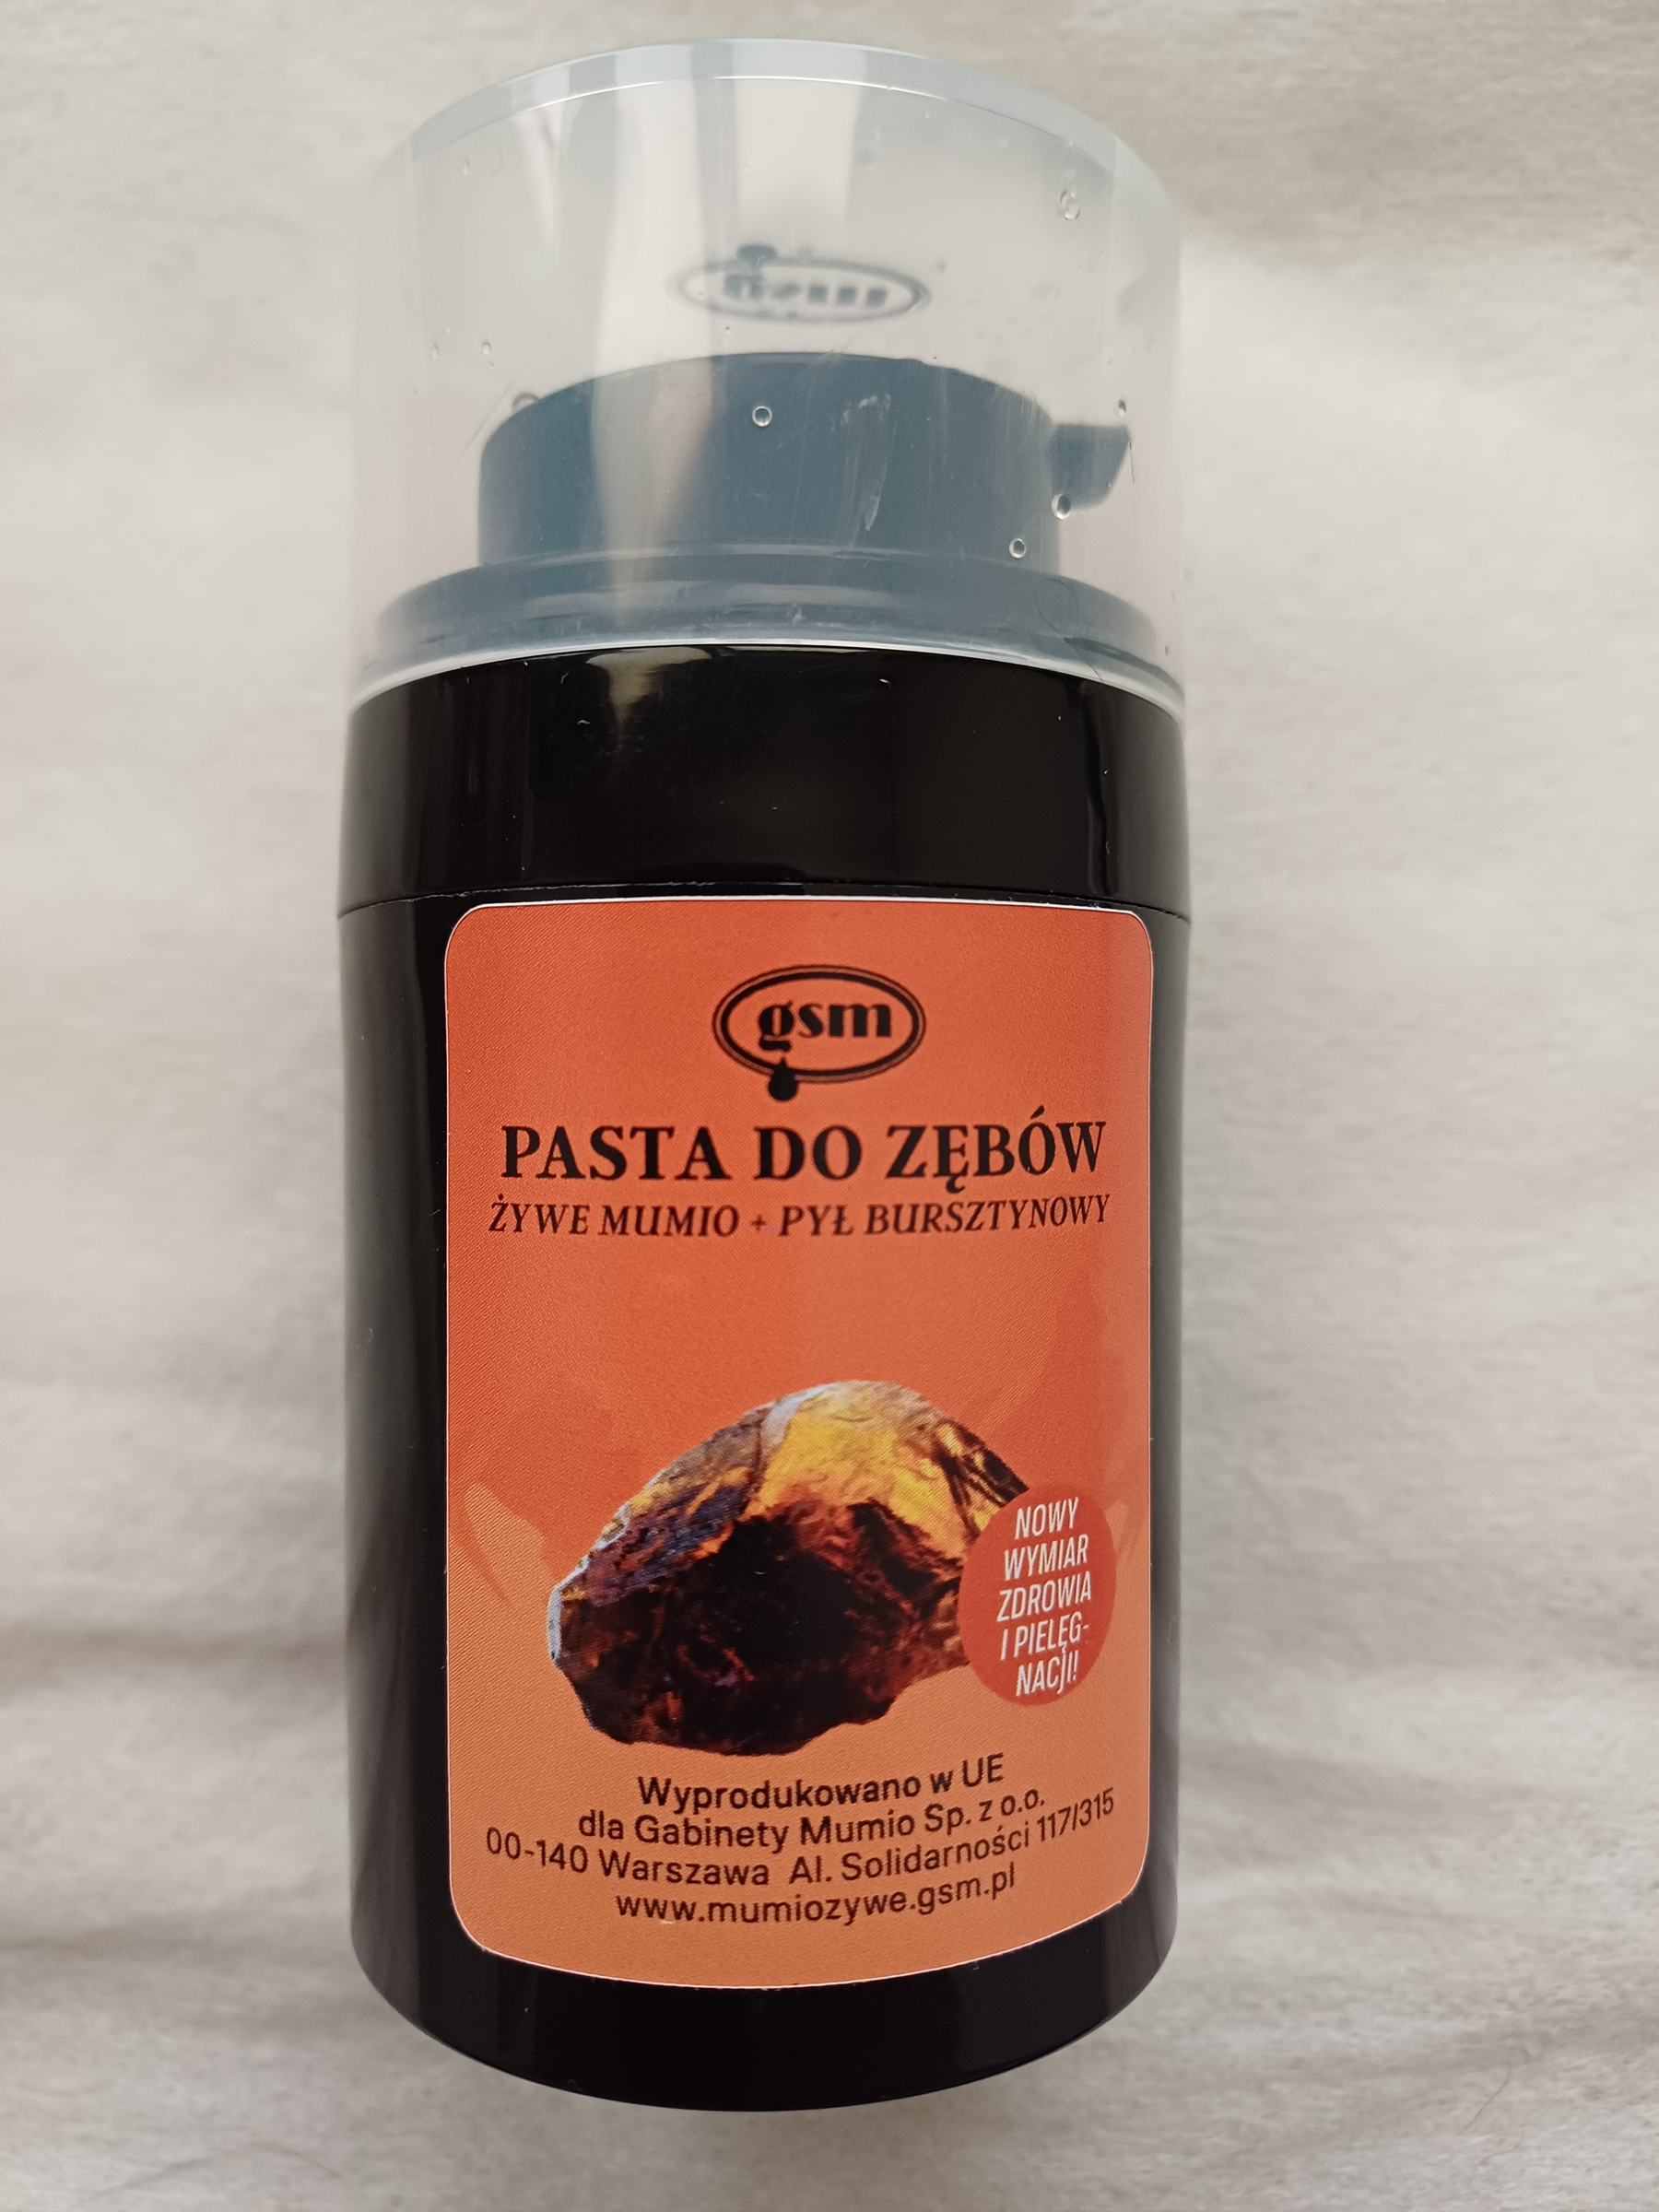 gsm
gsm
PASTA DO ZĘBÓW
ŻYWE MUMIO + PYŁ BURSZTYNOWY
NOWY
WYMIAR
ZDROWIA
I PIELĘG-
NACJI!
Wyprodukowano w UE
dla Gabinety Mumio Sp. z o.o.
00-140 Warszawa Al. Solidarności 117/315
www.mumiozywe.gsm.pl